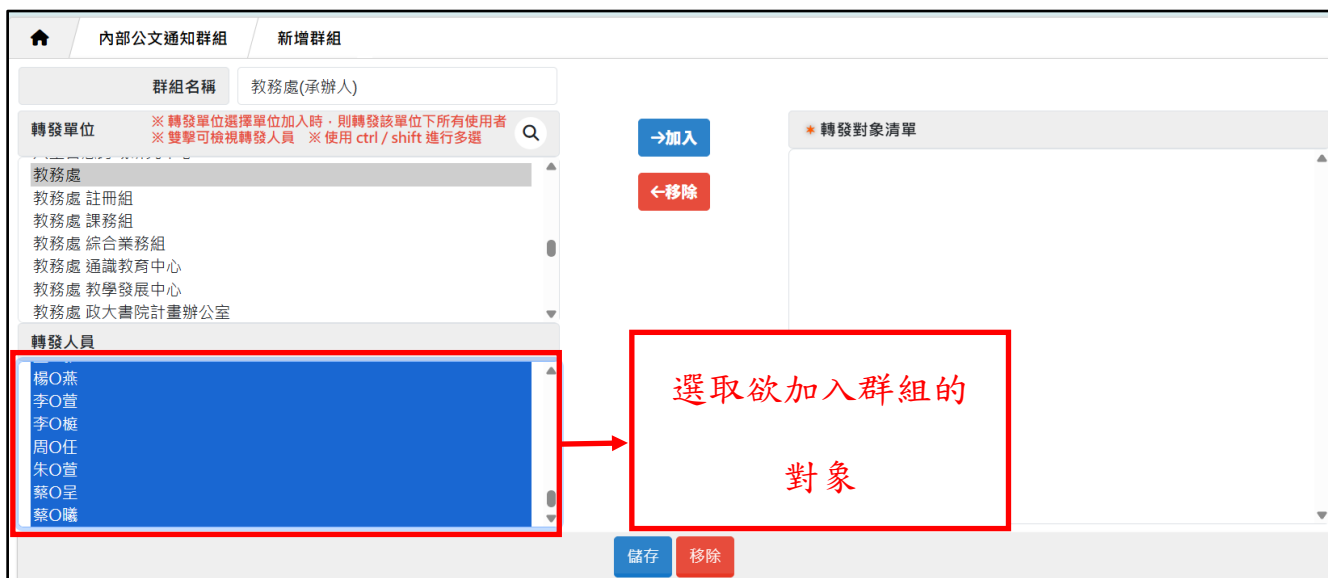 內部公文通知群組
新增群組
群組名稱
教務處(承辦人)
轉發單位
※ 轉發單位選擇單位加入時，則轉發該單位下所有使用者
※ 雙擊可檢視轉發人員 ※ 使用 ctrl / shift 進行多選
教務處
教務處 註冊組
教務處 課務組
教務處 綜合業務組
教務處 通識教育中心
教務處 教學發展中心
教務處 政大書院計畫辦公室
轉發人員
楊O燕
李O萱
李O榳
周O任
朱O萱
蔡O呈
蔡O曦
→加入
←移除
* 轉發對象清單
選取欲加入群組的
對象
儲存
移除